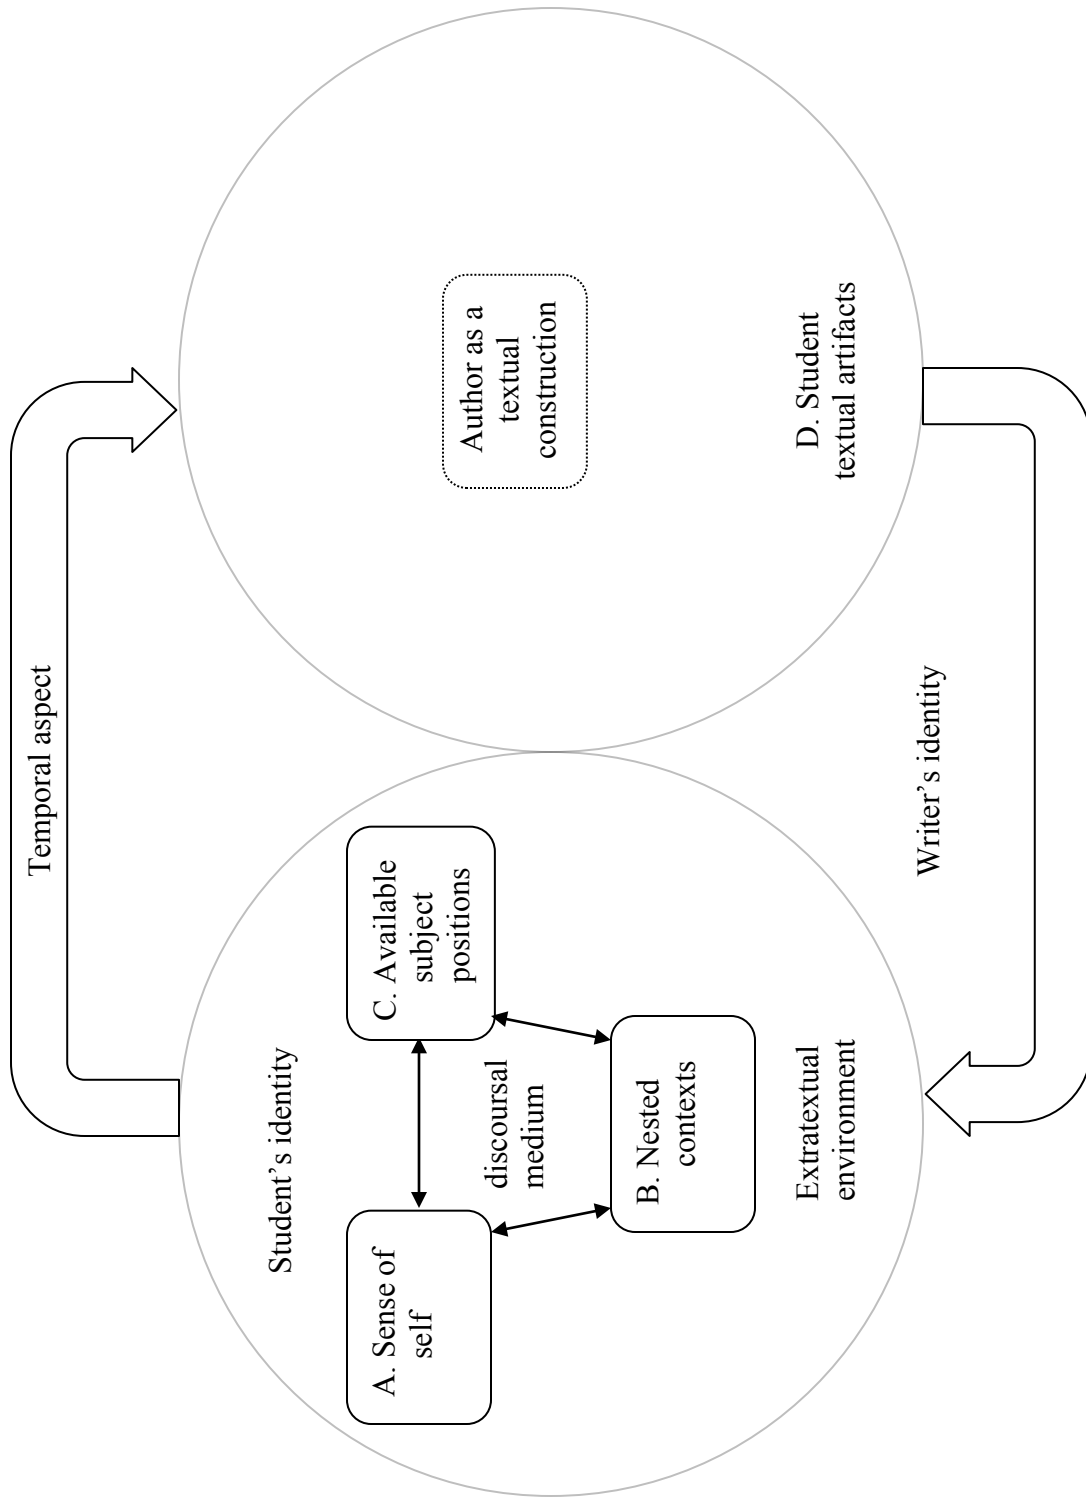 Temporal aspect
Student’s identity
A. Sense of
self
C. Available
subject
positions
discoursal
medium
B. Nested
contexts
Extratextual
environment
Author as a
textual
construction
D. Student
textual artifacts
Writer’s identity